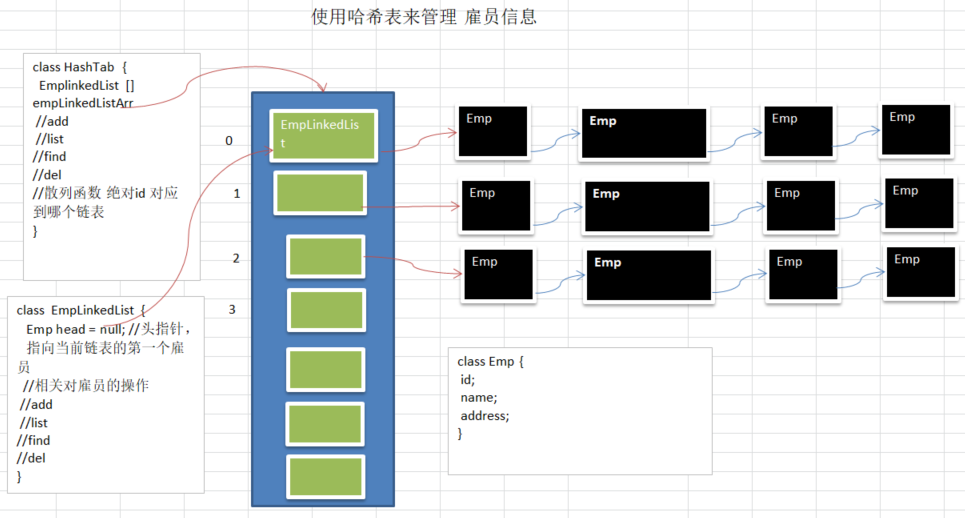 使用哈希表来管理 雇员信息
class HashTab {
EmplinkedList []
empLinkedListArr
//add
//list
//find
//del
//散列函数 绝对id 对应
到哪个链表
}
class EmpLinkedList {
Emp head = null; //头指针，
指向当前链表的第一个雇
员
//相关对雇员的操作
//add
//list
//find
//del
}
0
EmpLinkedLis
t
Emp
Emp
Emp
Emp
1
Emp
Emp
Emp
Emp
2
Emp
Emp
Emp
Emp
3
class Emp {
id;
name;
address;
}